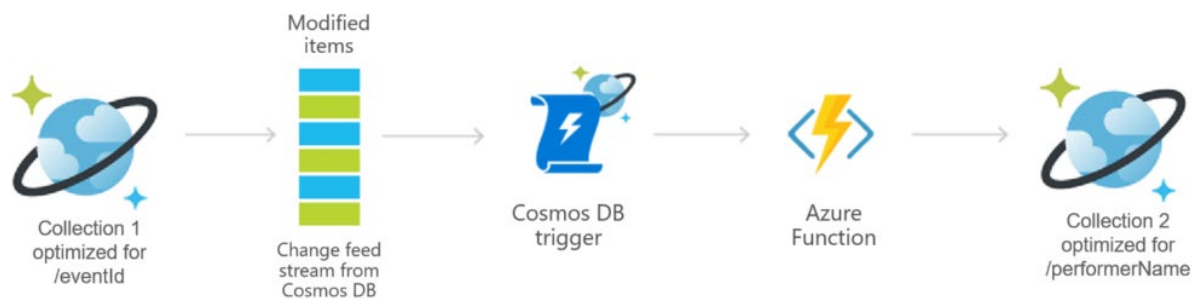 Modified
items
Collection 1
optimized for
/eventId
Change feed
stream from
Cosmos DB
Cosmos DB
trigger
Azure
Function
Collection 2
optimized for
/performerName